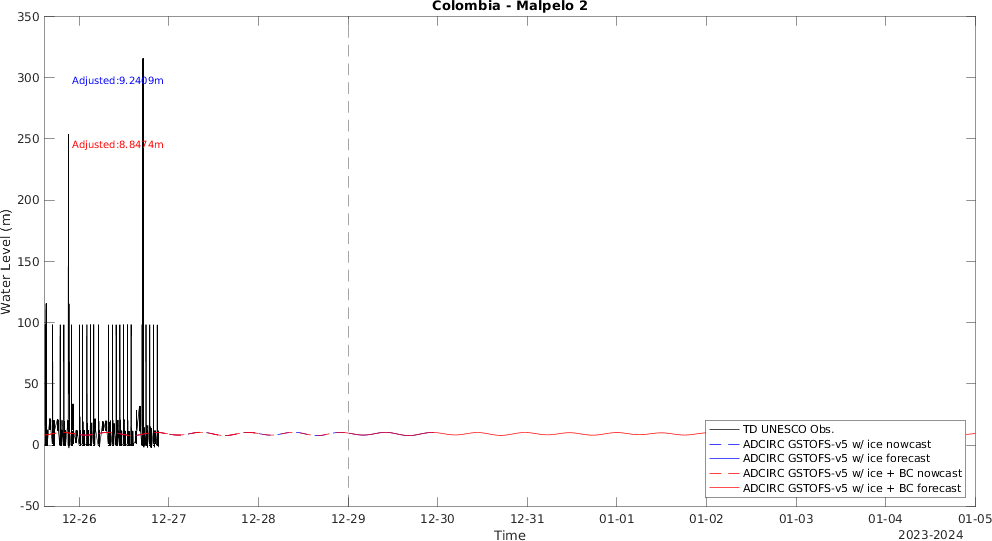 Colombia - Malpelo 2
350
300
250
200
150
100
50
0
-50
Water Level (m)
Adjusted:9.2409m
Adjusted:8.8474m
TD UNESCO Obs.
ADCIRC GSTOFS-v5 w/ ice nowcast
ADCIRC GSTOFS-v5 w/ ice forecast
ADCIRC GSTOFS-v5 w/ ice + BC nowcast
ADCIRC GSTOFS-v5 w/ ice + BC forecast
12-26 12-27 12-28 12-29 12-30 12-31 01-01 01-02 01-03 01-04 01-05
Time
2023-2024